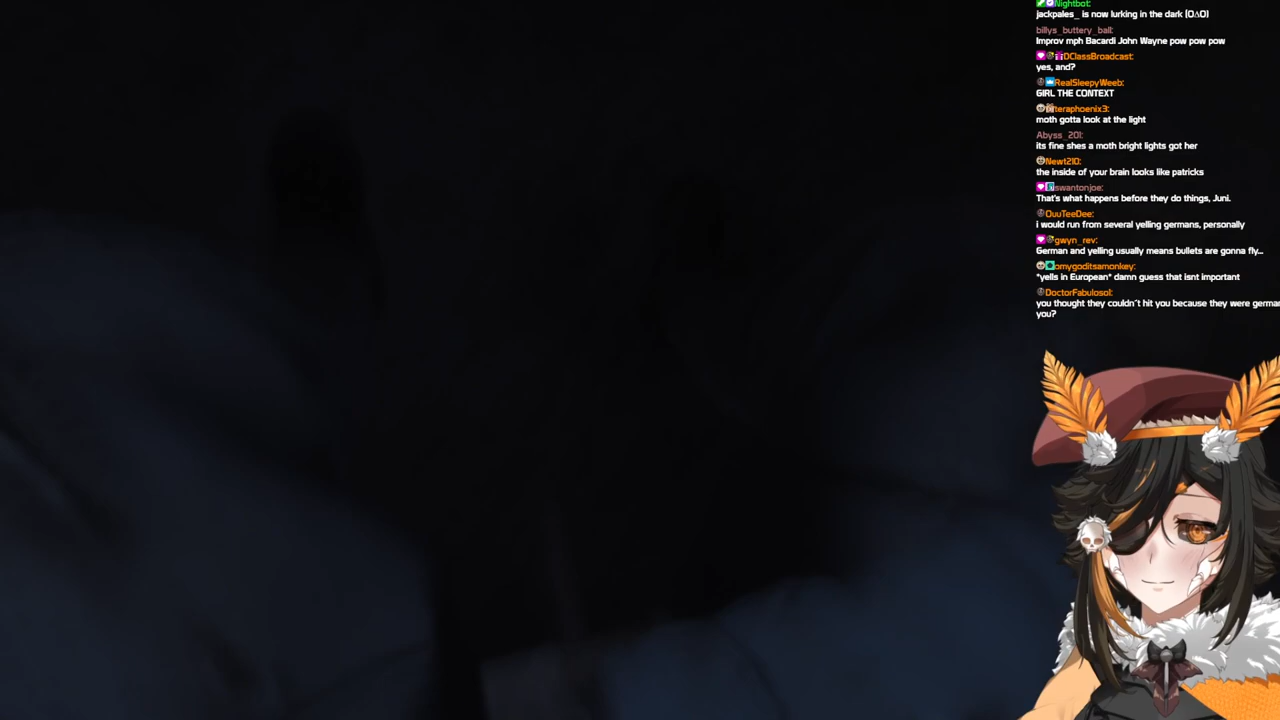 Nightbot:
jackpales_ is now lurking in the dark (O∆O)
billys_buttery_ball:
Improv mph Bacardi John Wayne pow pow pow
DClassBroadcast:
yes, and?
RealSleepyWeeb:
GIRL THE CONTEXT
teraphoenix3:
moth gotta look at the light
Abyss_201:
its fine shes a moth bright lights got her
Newt210:
the inside of your brain looks like patricks
swantonjoe:
That's what happens before they do things, Juni.
OuuTeeDee:
i would run from several yelling germans, personally
gwyn_rev:
German and yelling usually means bullets are gonna fly...
omygoditsamonkey:
*yells in European* damn guess that isnt important
DoctorFabuloso1:
you thought they couldn´t hit you because they were german
you?